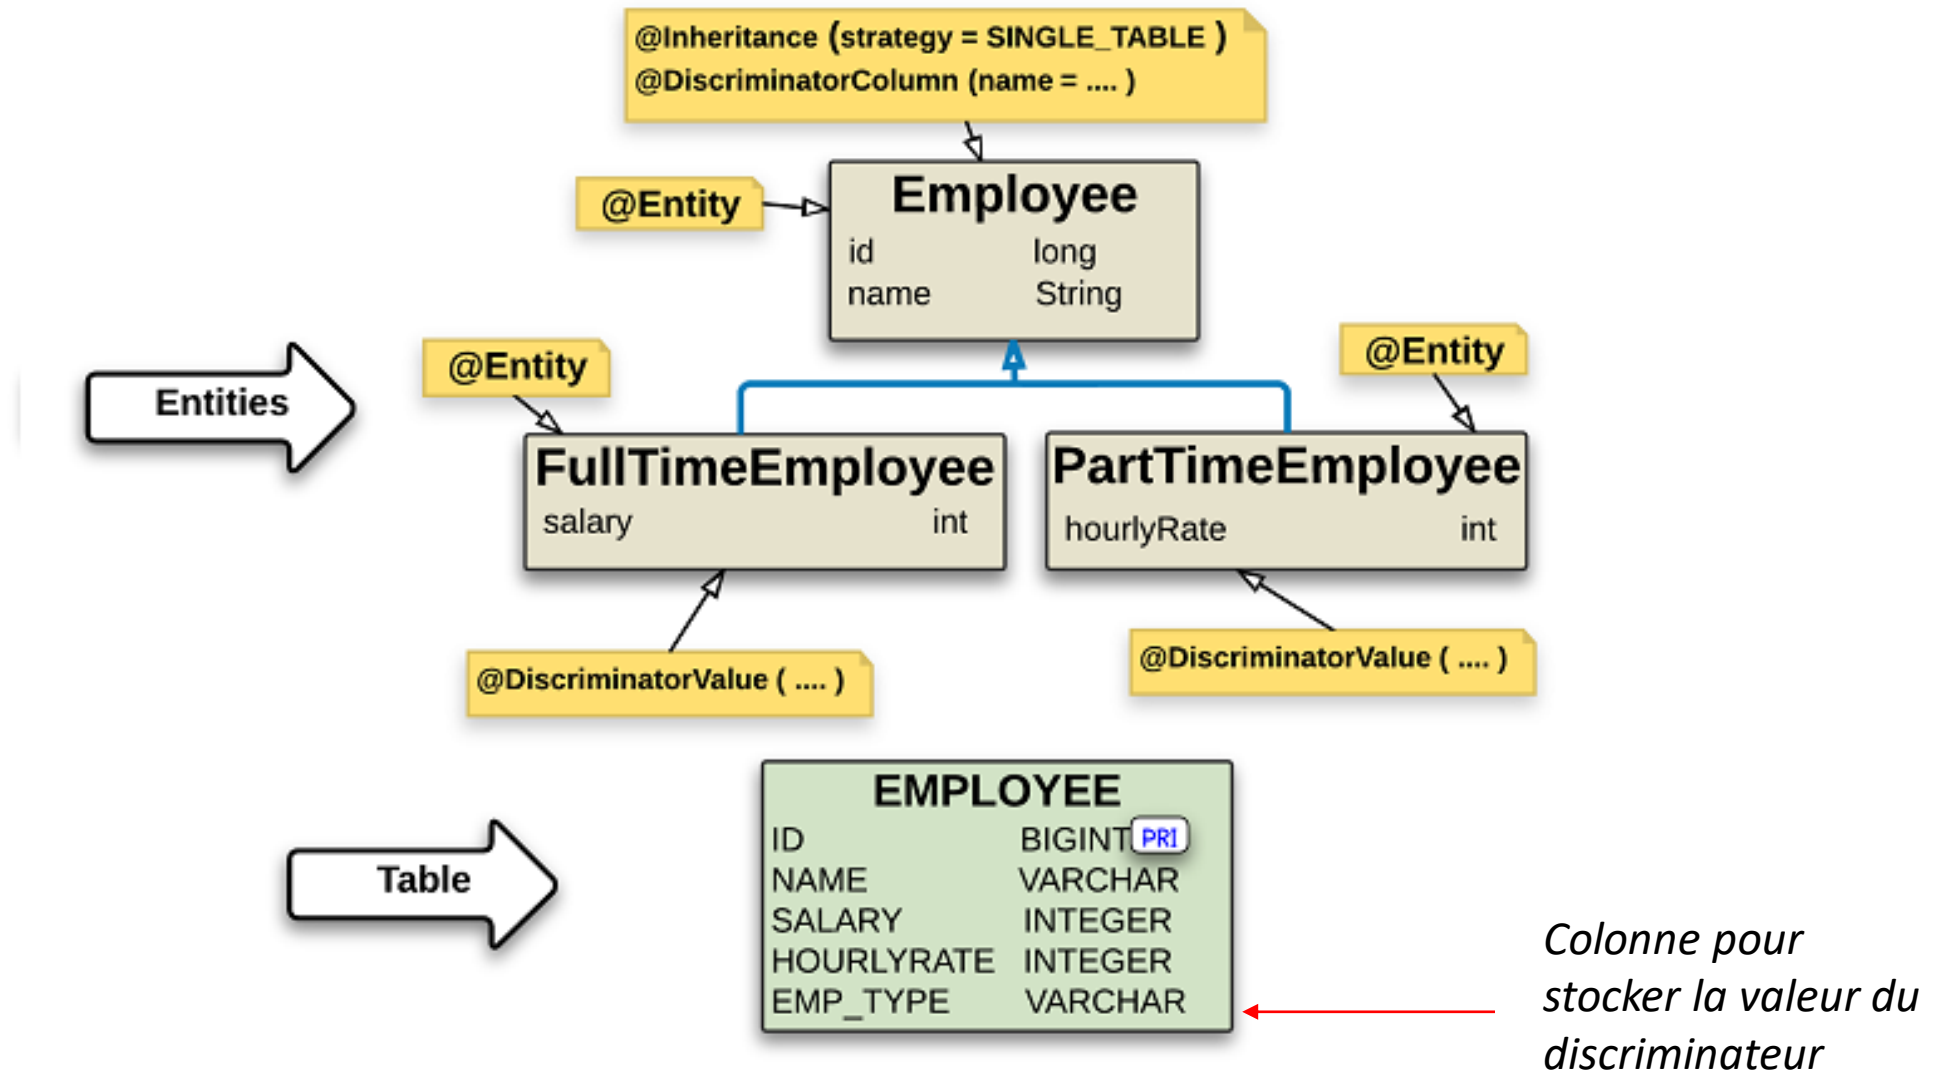 @Inheritance (strategy = SINGLE_TABLE )
@DiscriminatorColumn (name = .... )
@Entity
Employee
id long
name String
Entities
@Entity
@Entity
FullTimeEmployee
salary int
PartTimeEmployee
hourlyRate int
@DiscriminatorValue ( .... )
@DiscriminatorValue ( .... )
Table
EMPLOYEE
ID BIGINT PRI
NAME VARCHAR
SALARY INTEGER
HOURLYRATE INTEGER
EMP_TYPE VARCHAR
Colonne pour
stocker la valeur du
discriminateur